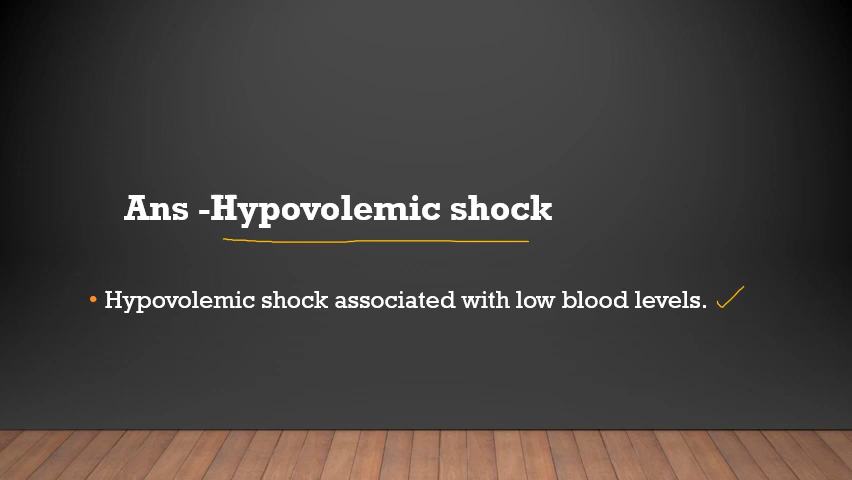 Ans -Hypovolemic shock
• Hypovolemic shock associated with low blood levels.